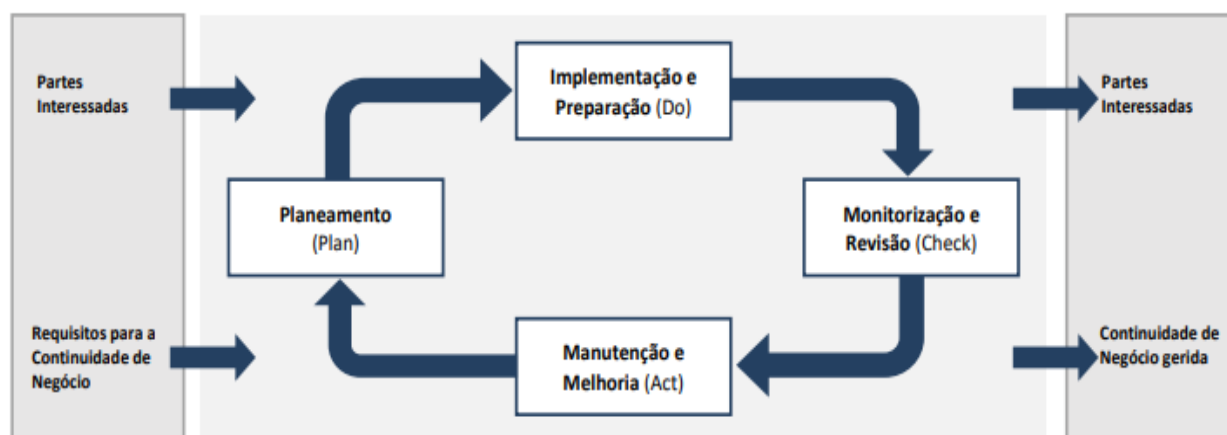 Partes
Interessadas
Requisitos para a
Continuidade de
Negócio
Planeamento
(Plan)
Implementação e
Preparação (Do)
Monitorização e
Revisão (Check)
Manutenção e
Melhoria (Act)
Partes
Interessadas
Continuidade de
Negócio gerida